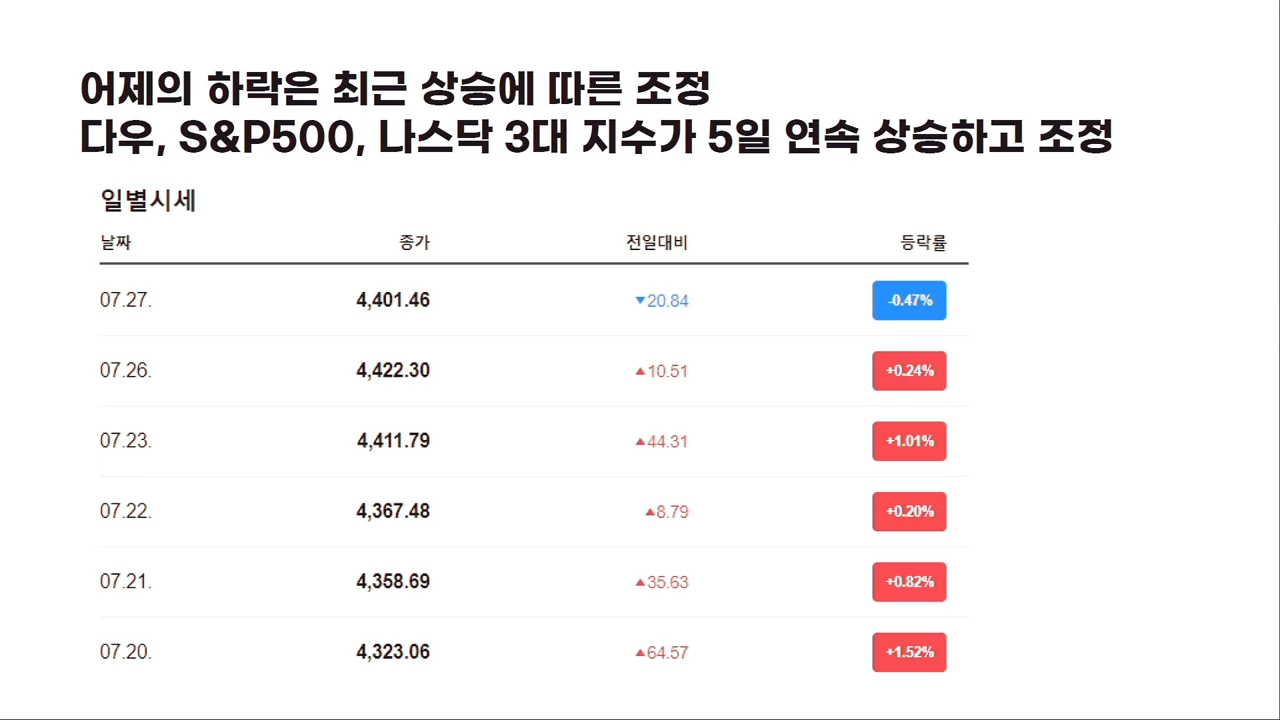 어제의 하락은 최근 상승에 따른 조정
다우, S&P500, 나스닥 3대 지수가 5일 연속 상승하고 조정
일별시세
날짜 종가 전일대비 등락률
07.27. 4,401.46 ▼20.84 -0.47%
07.26. 4,422.30 ▲10.51 +0.24%
07.23. 4,411.79 ▲44.31 +1.01%
07.22. 4,367.48 ▲8.79 +0.20%
07.21. 4,358.69 ▲35.63 +0.82%
07.20. 4,323.06 ▲64.57 +1.52%